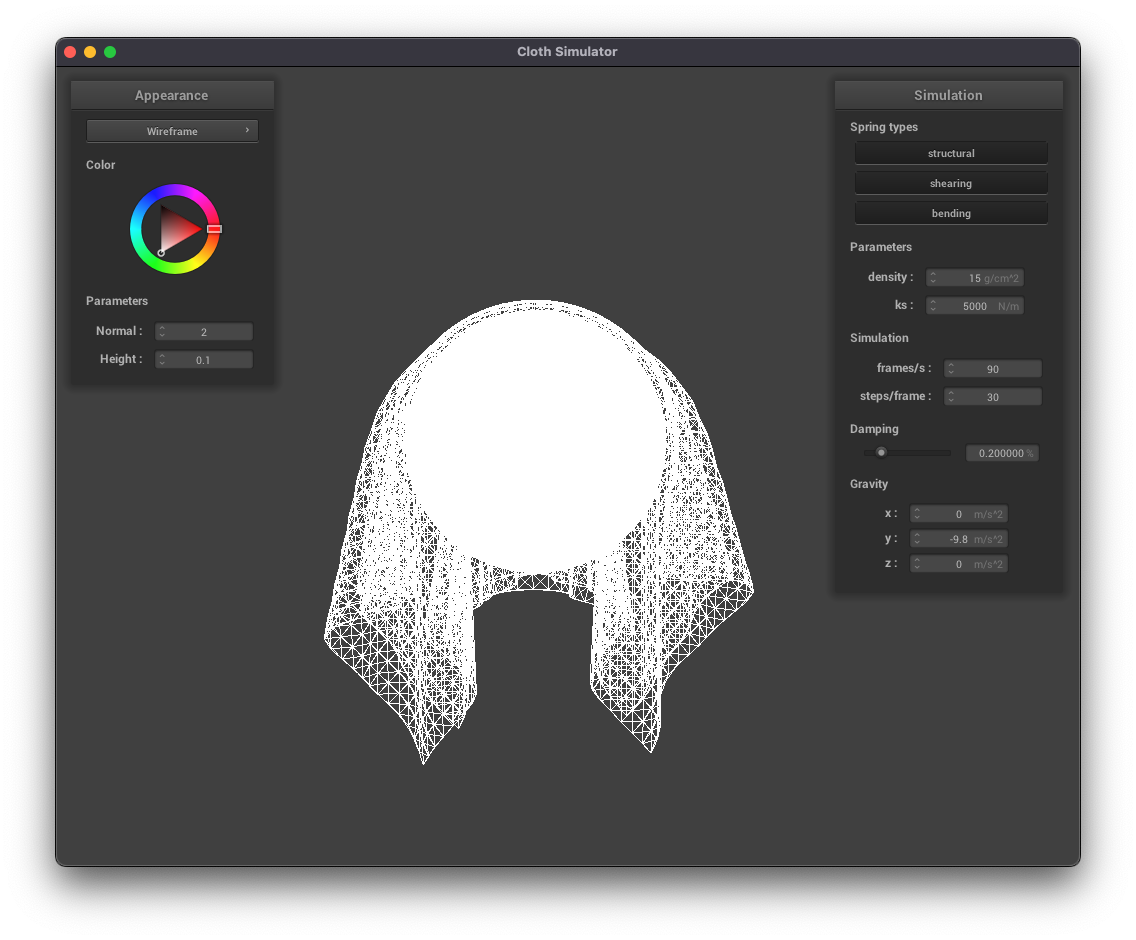 Cloth Simulator
Appearance
Wireframe
Color
Parameters
Normal : 2
Height : 0.1
Simulation
Spring types
structural
shearing
bending
Parameters
density : 15 g/cm^2
ks : 5000 N/m
Simulation
frames/s : 90
steps/frame : 30
Damping
0.200000 %
Gravity
x : 0 m/s^2
y : -9.8 m/s^2
z : 0 m/s^2